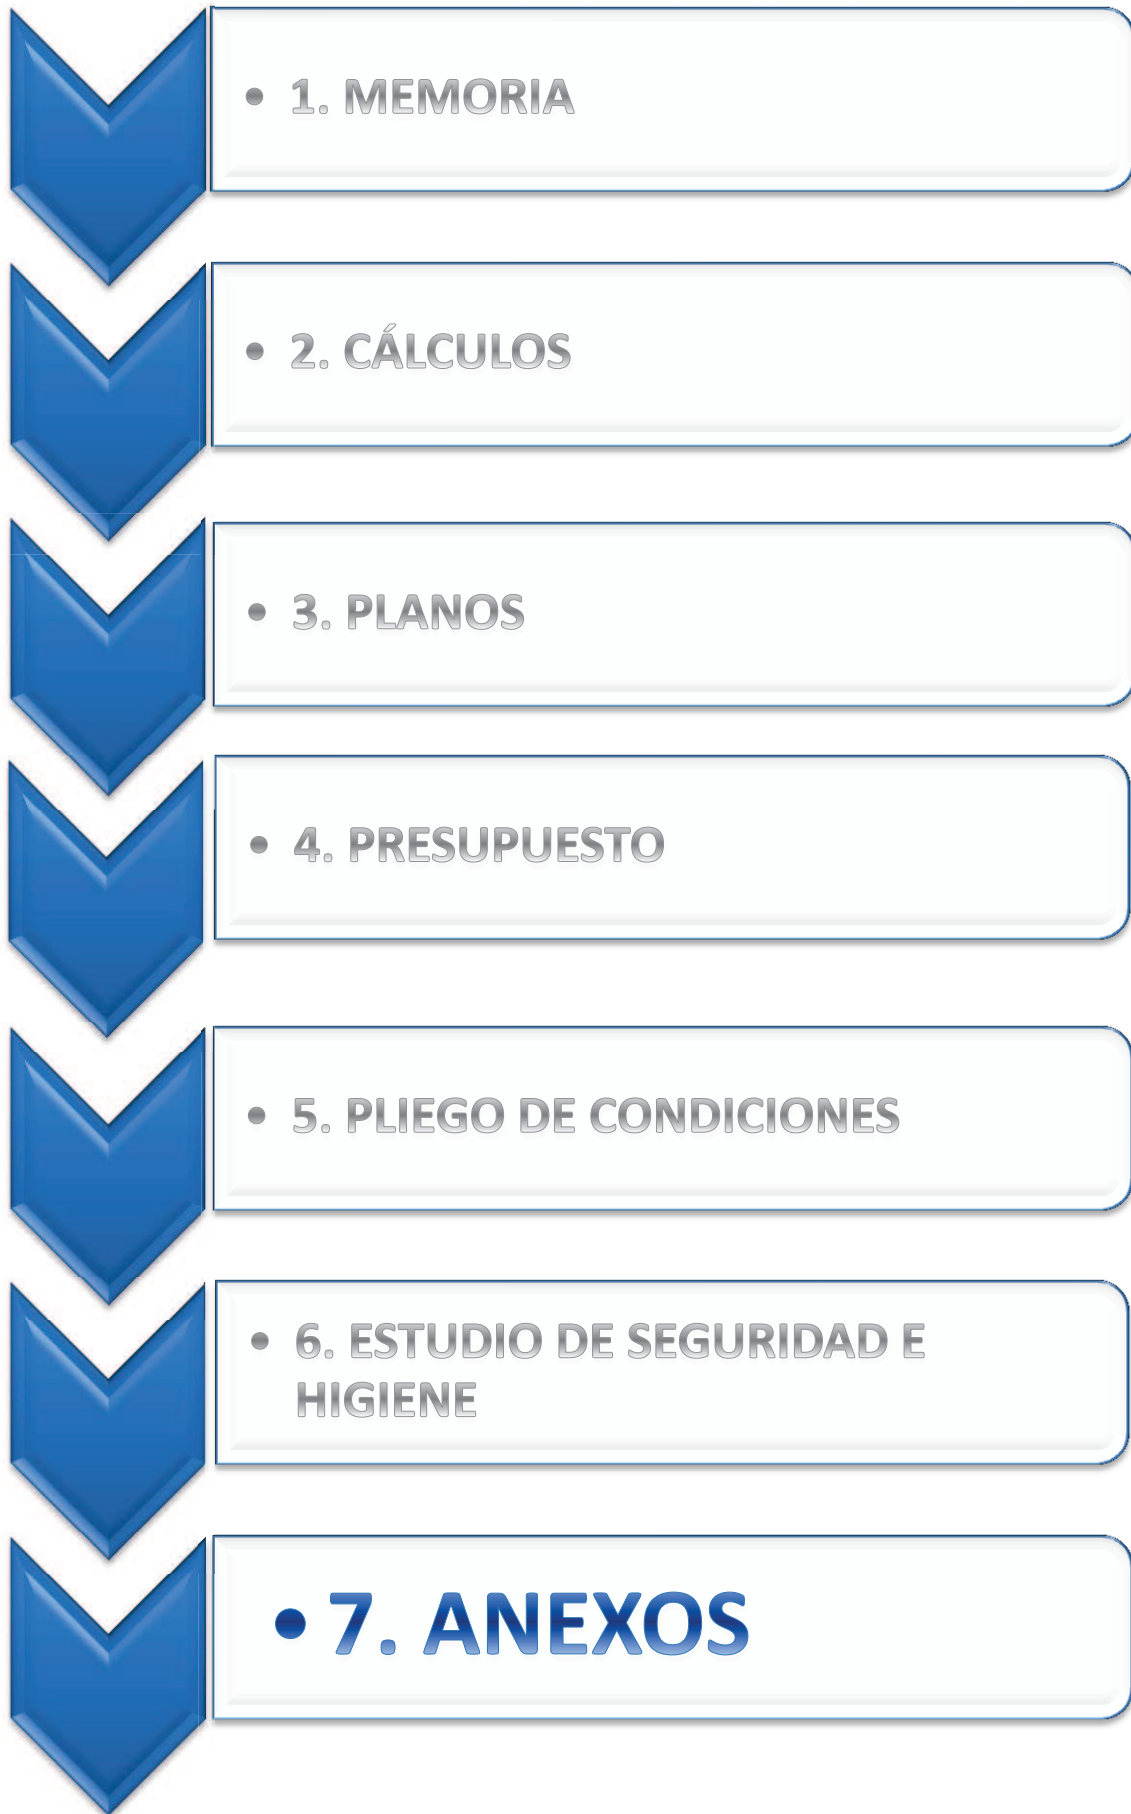 • 1. MEMORIA
• 2. CÁLCULOS
• 3. PLANOS
• 4. PRESUPUESTO
• 5. PLIEGO DE CONDICIONES
• 6. ESTUDIO DE SEGURIDAD E
HIGIENE
• 7. ANEXOS